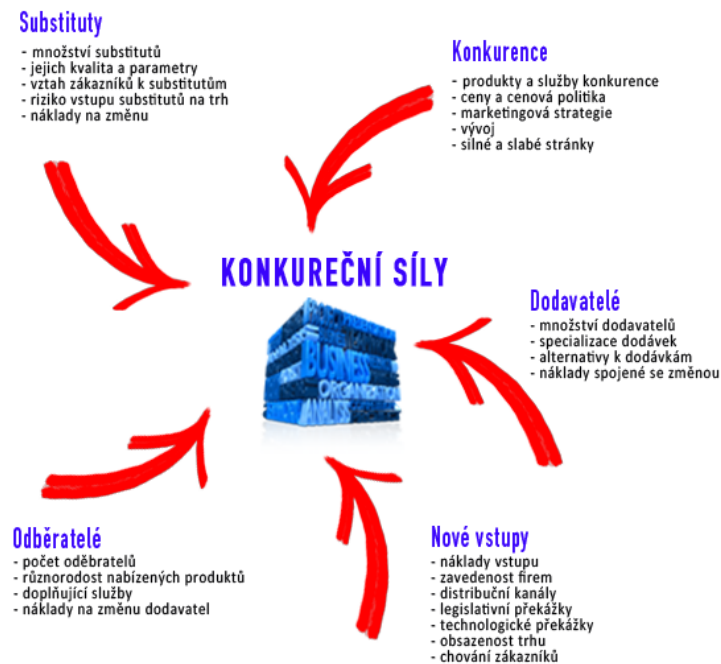 Substituty
- množství substitutů
- jejich kvalita a parametry
- vztah zákazníků k substitutům
- riziko vstupu substitutů na trh
- náklady na změnu
Konkurence
- produkty a služby konkurence
- ceny a cenová politika
- marketingová strategie
- vývoj
- silné a slabé stránky
KONKUREČNÍ SÍLY
BUSINESS
ORGANIZATION
ANALISS
Dodavatelé
- množství dodavatelů
- specializace dodávek
- alternativy k dodávkám
- náklady spojené se změnou
Odběratelé
- počet oděbratelů
- různorodost nabízených produktů
- doplňující služby
- náklady na změnu dodavatel
Nové vstupy
- náklady vstupu
- zavedenost firem
- distribuční kanály
- legislativní překážky
- technologické překážky
- obsazenost trhu
- chování zákazníků